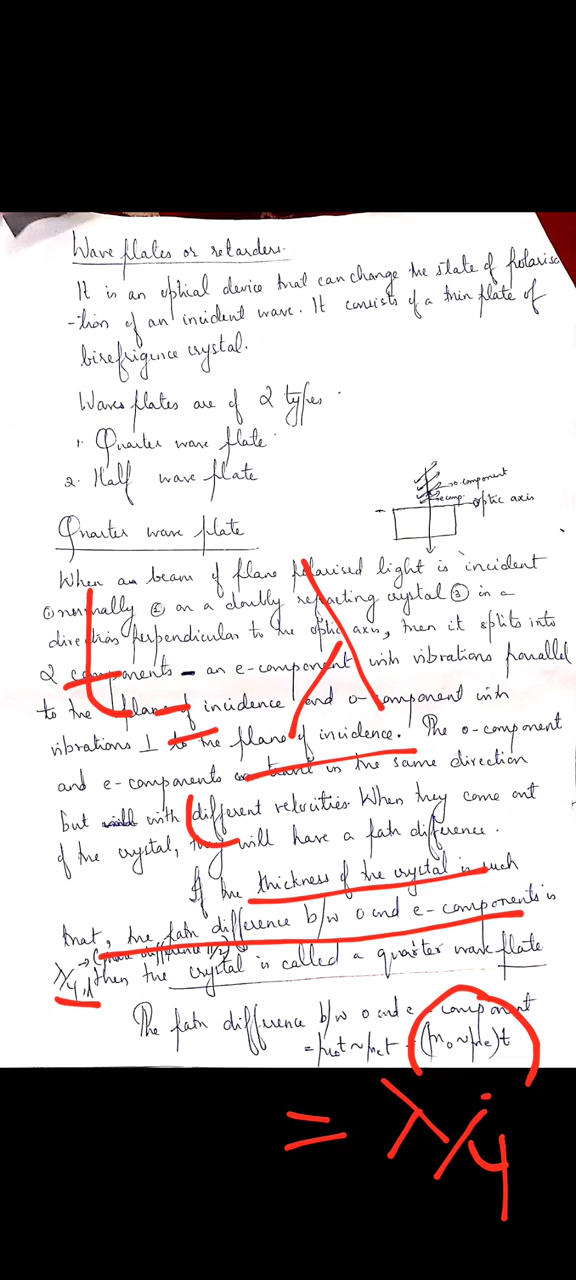 Wave plates or retarders.
It is an optical device that can change the state of polarisa
-tion of an incident wave. It consists of a thin plate of
birefrigence crystal.
Waves plates are of 2 types.
1. Quarter wave plate.
2. Half wave plate
o-component
e comp
optic axis
Quarter wave plate
When a beam of plane polarised light is incident
① normally ② on a doubly refracting crystal ③ in a
direction perpendicular to the optic axis, then it splits into
2 components - an e-component with vibrations parallel
to the plane of incidence and o-component with
vibrations ⊥ to the plane of incidence. The o-component
and e-components travel in the same direction
but with different velocities. When they come out
of the crystal, they will have a path difference.
If the thickness of the crystal is such
that, the path difference b/w o and e-components is
difference
λ/4, then the crystal is called a quarter wave plate
The path difference b/w o and e-component
= μot ~ μet = (μo ~ μe)t
= λ/4